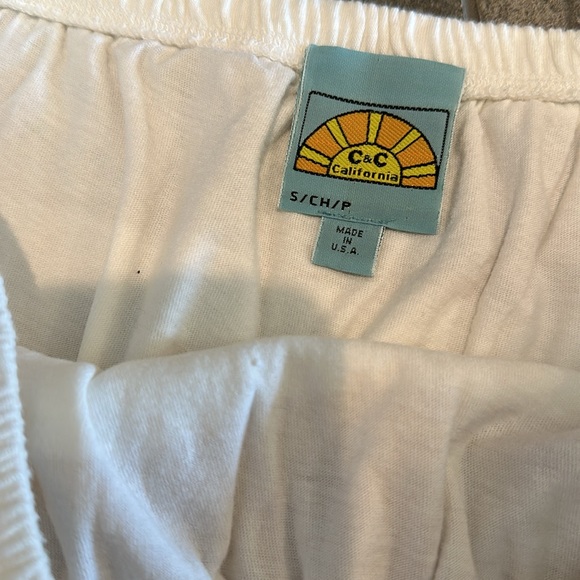 C&C
California
S/CH/P
MADE
IN
U.S.A.